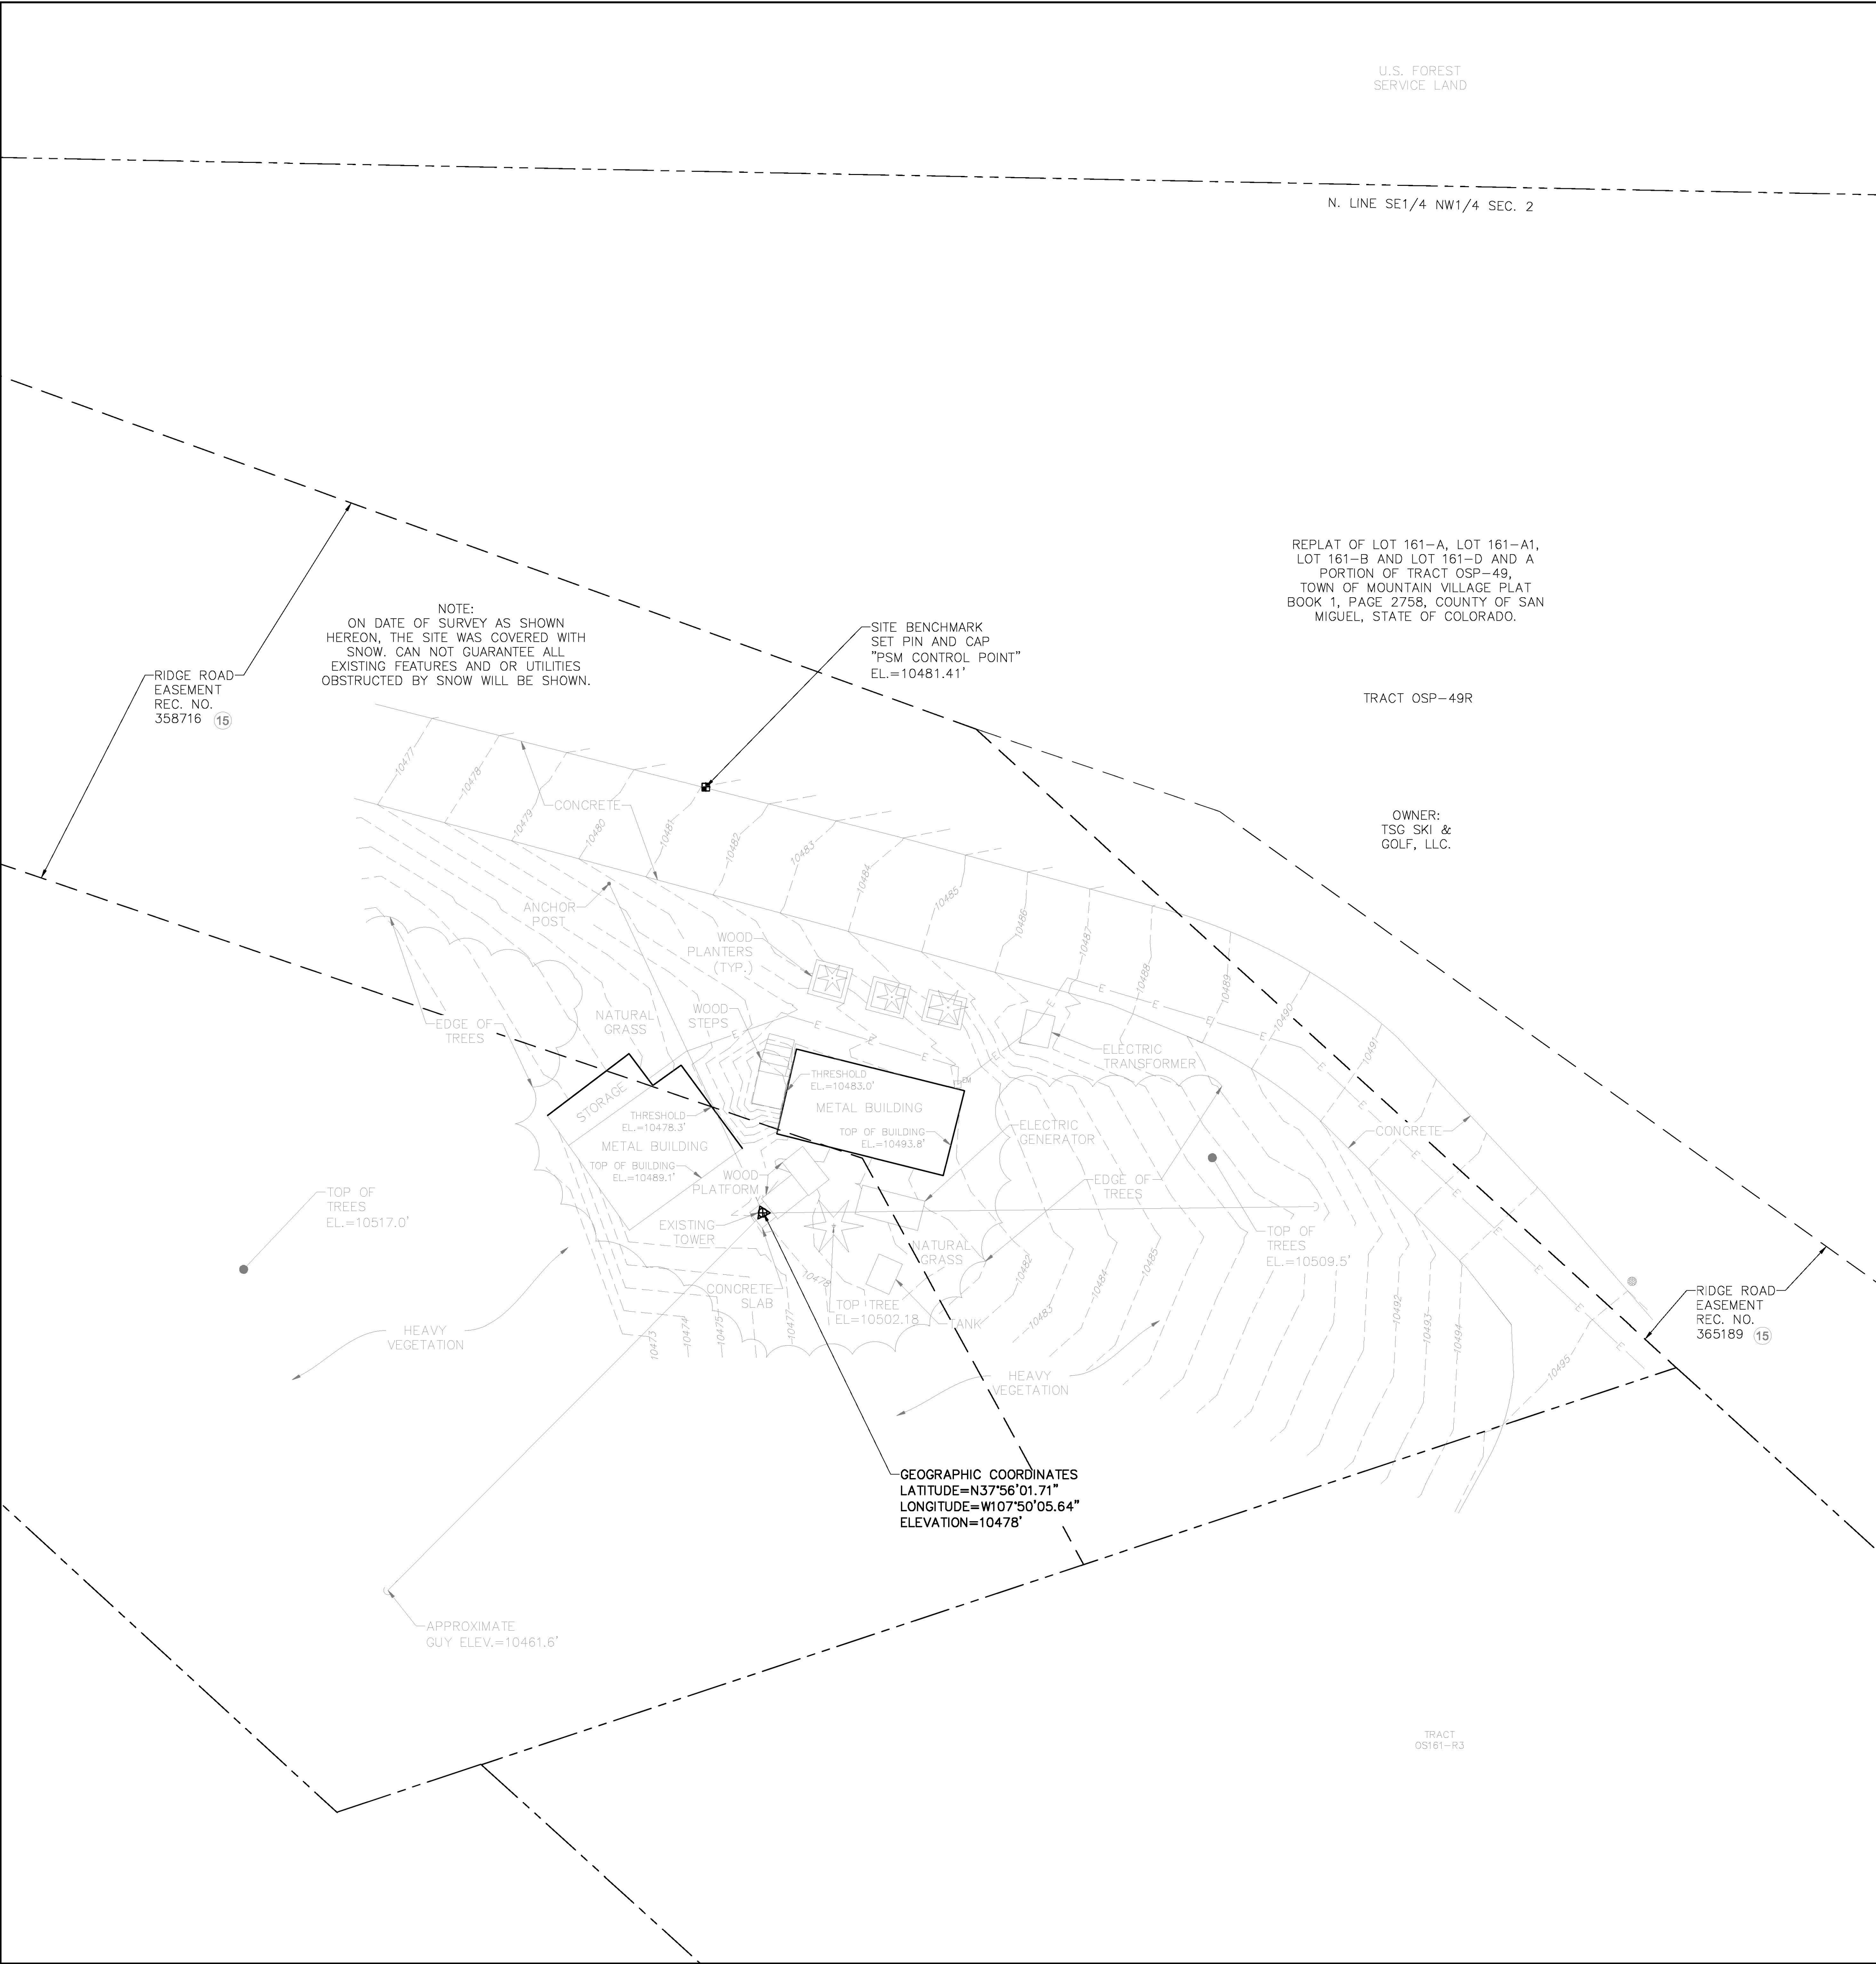 U.S. FOREST
SERVICE LAND
N. LINE SE1/4 NW1/4 SEC. 2
REPLAT OF LOT 161-A, LOT 161-A1,
LOT 161-B AND LOT 161-D AND A
PORTION OF TRACT OSP-49,
TOWN OF MOUNTAIN VILLAGE PLAT
BOOK 1, PAGE 2758, COUNTY OF SAN
MIGUEL, STATE OF COLORADO.
NOTE:
ON DATE OF SURVEY AS SHOWN
HEREON, THE SITE WAS COVERED WITH
SNOW. CAN NOT GUARANTEE ALL
EXISTING FEATURES AND OR UTILITIES
OBSTRUCTED BY SNOW WILL BE SHOWN.
SITE BENCHMARK
SET PIN AND CAP
"PSM CONTROL POINT"
EL.=10481.41'
RIDGE ROAD
EASEMENT
REC. NO.
358716 15
TRACT OSP-49R
OWNER:
TSG SKI &
GOLF, LLC.
10477
10478
10479
10480
10481
10482
10483
10484
10485
10486
10487
10488
10489
10490
10491
CONCRETE
ANCHOR
POST
WOOD
PLANTERS
(TYP.)
WOOD
STEPS
NATURAL
GRASS
EDGE OF
TREES
E E E E E E E E E E E E E E E E E
ELECTRIC
TRANSFORMER
STORAGE
THRESHOLD
EL.=10483.0'
METAL BUILDING
TOP OF BUILDING
EL.=10493.8'
THRESHOLD
EL.=10478.3'
METAL BUILDING
TOP OF BUILDING
EL.=10489.1'
ELECTRIC
GENERATOR
CONCRETE
WOOD
PLATFORM
EDGE OF
TREES
TOP OF
TREES
EL.=10517.0'
EXISTING
TOWER
NATURAL
GRASS
TOP OF
TREES
EL.=10509.5'
CONCRETE
SLAB
10478
TOP TREE
EL=10502.18
TANK
10482
10483
10484
10485
10492
10493
10494
10495
10473
10474
10475
10477
HEAVY
VEGETATION
HEAVY
VEGETATION
RIDGE ROAD
EASEMENT
REC. NO.
365189 15
GEOGRAPHIC COORDINATES
LATITUDE=N37°56'01.71"
LONGITUDE=W107°50'05.64"
ELEVATION=10478'
APPROXIMATE
GUY ELEV.=10461.6'
TRACT
OS161-R3